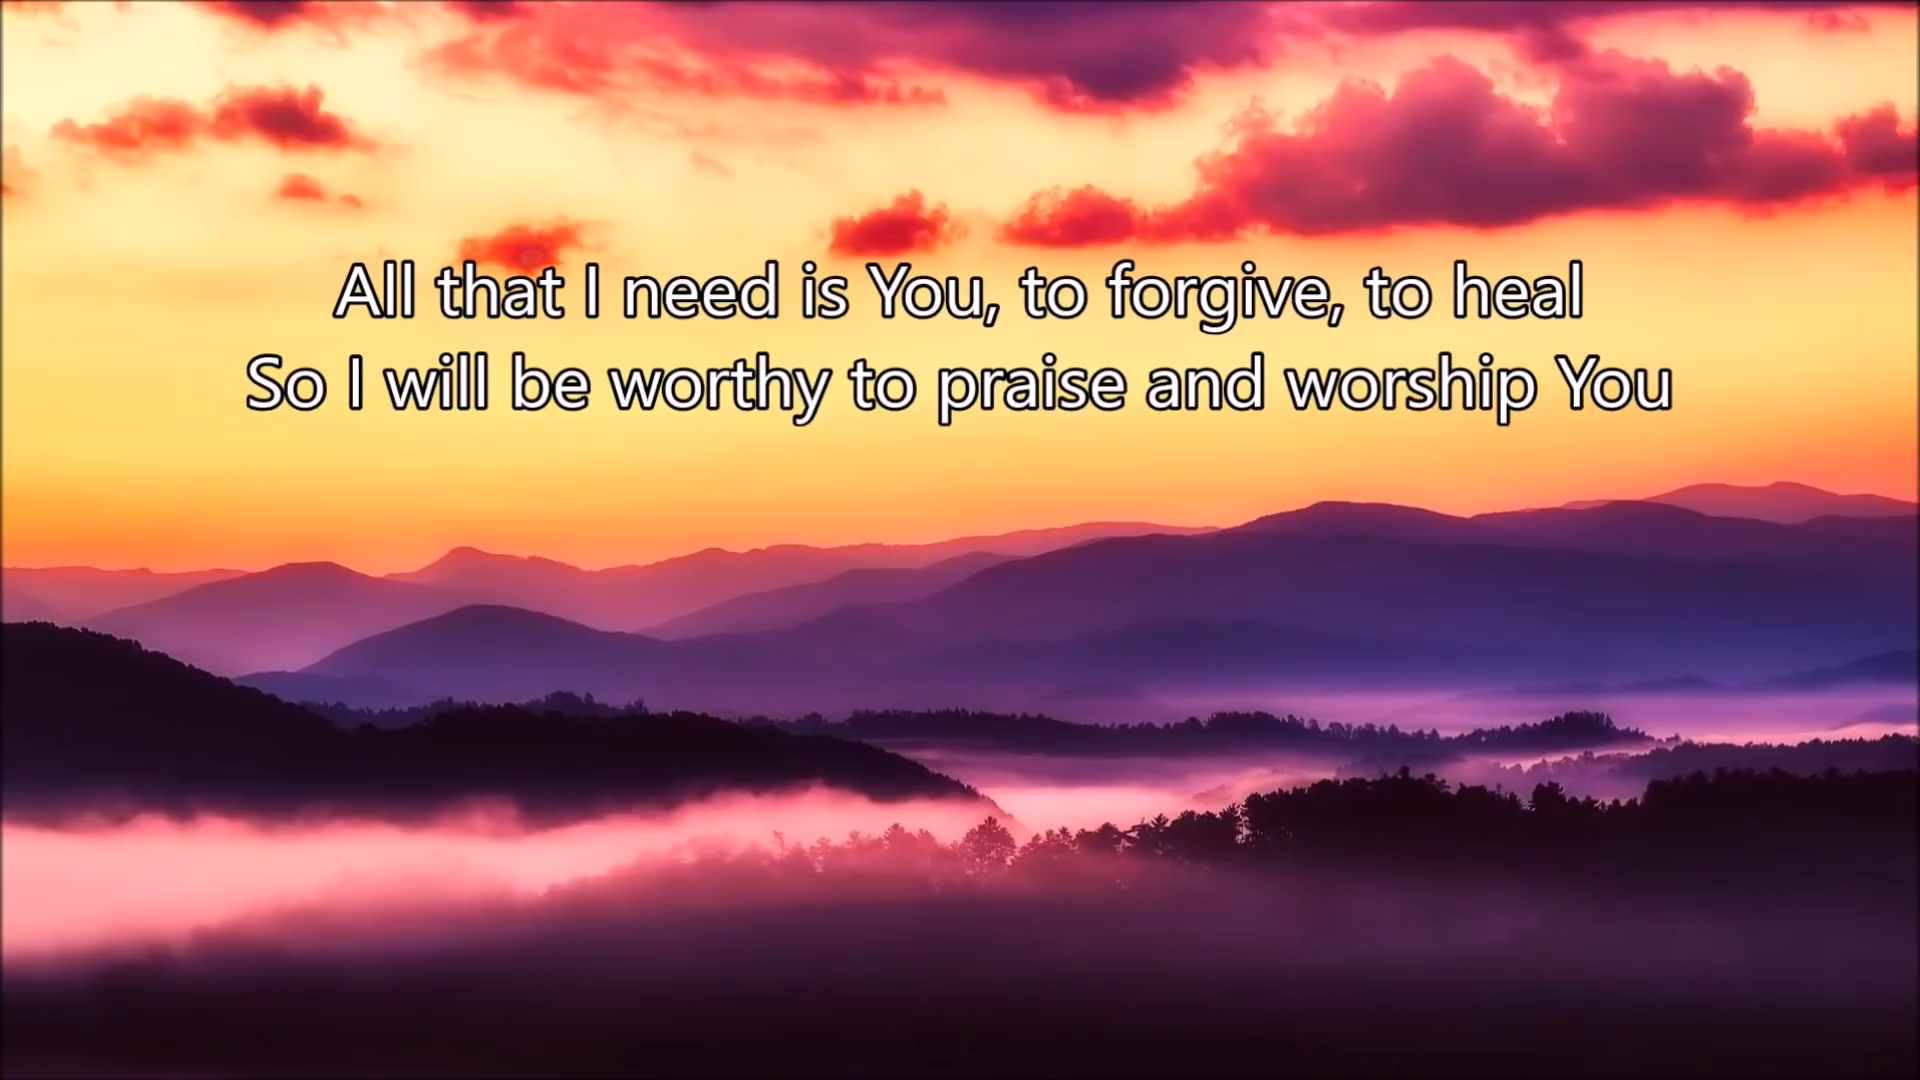 All that I need is You, to forgive, to heal
So I will be worthy to praise and worship You